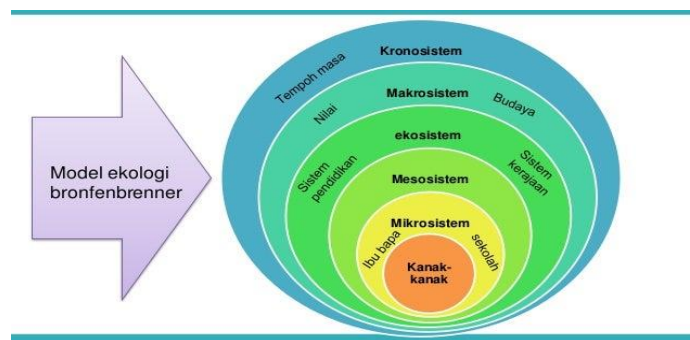 Model ekologi
bronfenbrenner
Kronosistem
Tempoh masa
Makrosistem
Nilai
Budaya
ekosistem
Sistem
pendidikan
Sistem
kerajaan
Mesosistem
Mikrosistem
Ibu bapa
sekolah
Kanak-
kanak